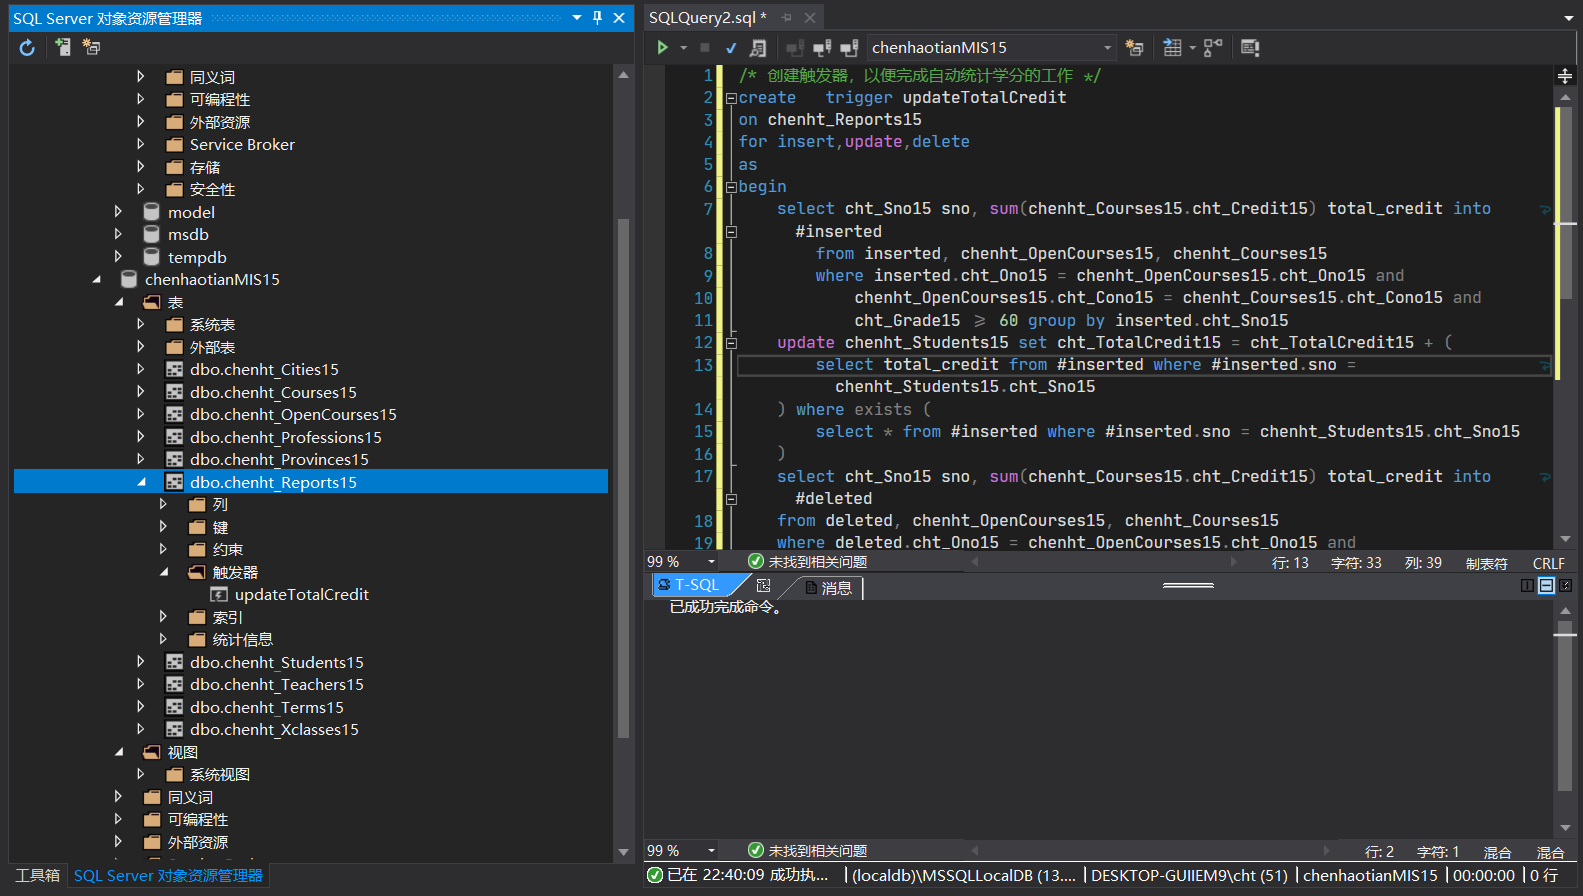 SQL Server 对象资源管理器
同义词
可编程性
外部资源
Service Broker
存储
安全性
model
msdb
tempdb
chenhaotianMIS15
表
系统表
外部表
dbo.chenht_Cities15
dbo.chenht_Courses15
dbo.chenht_OpenCourses15
dbo.chenht_Professions15
dbo.chenht_Provinces15
dbo.chenht_Reports15
列
键
约束
触发器
updateTotalCredit
索引
统计信息
dbo.chenht_Students15
dbo.chenht_Teachers15
dbo.chenht_Terms15
dbo.chenht_Xclasses15
视图
系统视图
同义词
可编程性
外部资源
工具箱 SQL Server 对象资源管理器
SQLQuery2.sql *
chenhaotianMIS15
1 /* 创建触发器，以便完成自动统计学分的工作 */
2 create trigger updateTotalCredit
3 on chenht_Reports15
4 for insert,update,delete
5 as
6 begin
7 select cht_Sno15 sno, sum(chenht_Courses15.cht_Credit15) total_credit into
#inserted
8 from inserted, chenht_OpenCourses15, chenht_Courses15
9 where inserted.cht_Ono15 = chenht_OpenCourses15.cht_Ono15 and
10 chenht_OpenCourses15.cht_Cono15 = chenht_Courses15.cht_Cono15 and
11 cht_Grade15 ≥ 60 group by inserted.cht_Sno15
12 update chenht_Students15 set cht_TotalCredit15 = cht_TotalCredit15 + (
13 select total_credit from #inserted where #inserted.sno =
chenht_Students15.cht_Sno15
14 ) where exists (
15 select * from #inserted where #inserted.sno = chenht_Students15.cht_Sno15
16 )
17 select cht_Sno15 sno, sum(chenht_Courses15.cht_Credit15) total_credit into
#deleted
18 from deleted, chenht_OpenCourses15, chenht_Courses15
19 where deleted.cht_Ono15 = chenht_OpenCourses15.cht_Ono15 and
99 % 未找到相关问题 行: 13 字符: 33 列: 39 制表符 CRLF
T-SQL 消息
已成功完成命令。
99 % 未找到相关问题 行: 2 字符: 1 混合 混合
已在 22:40:09 成功执... (localdb)\MSSQLLocalDB (13.... DESKTOP-GUIIEM9\cht (51) chenhaotianMIS15 00:00:00 0 行